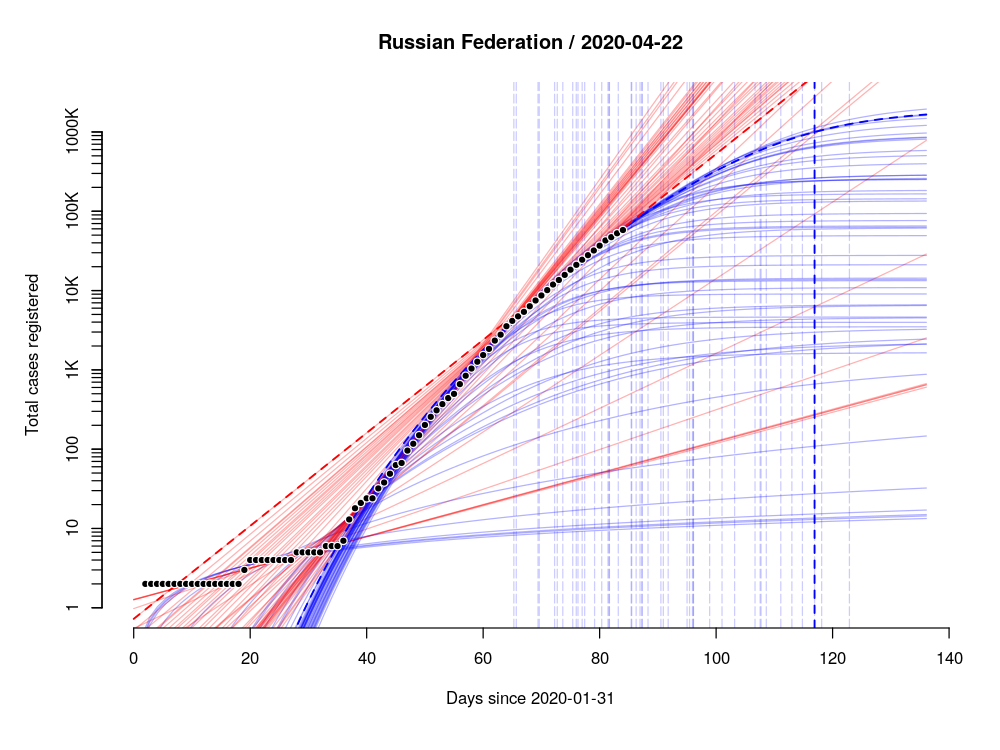 Russian Federation / 2020-04-22
Total cases registered
1000K
100K
10K
1K
100
10
1
0 20 40 60 80 100 120 140
Days since 2020-01-31